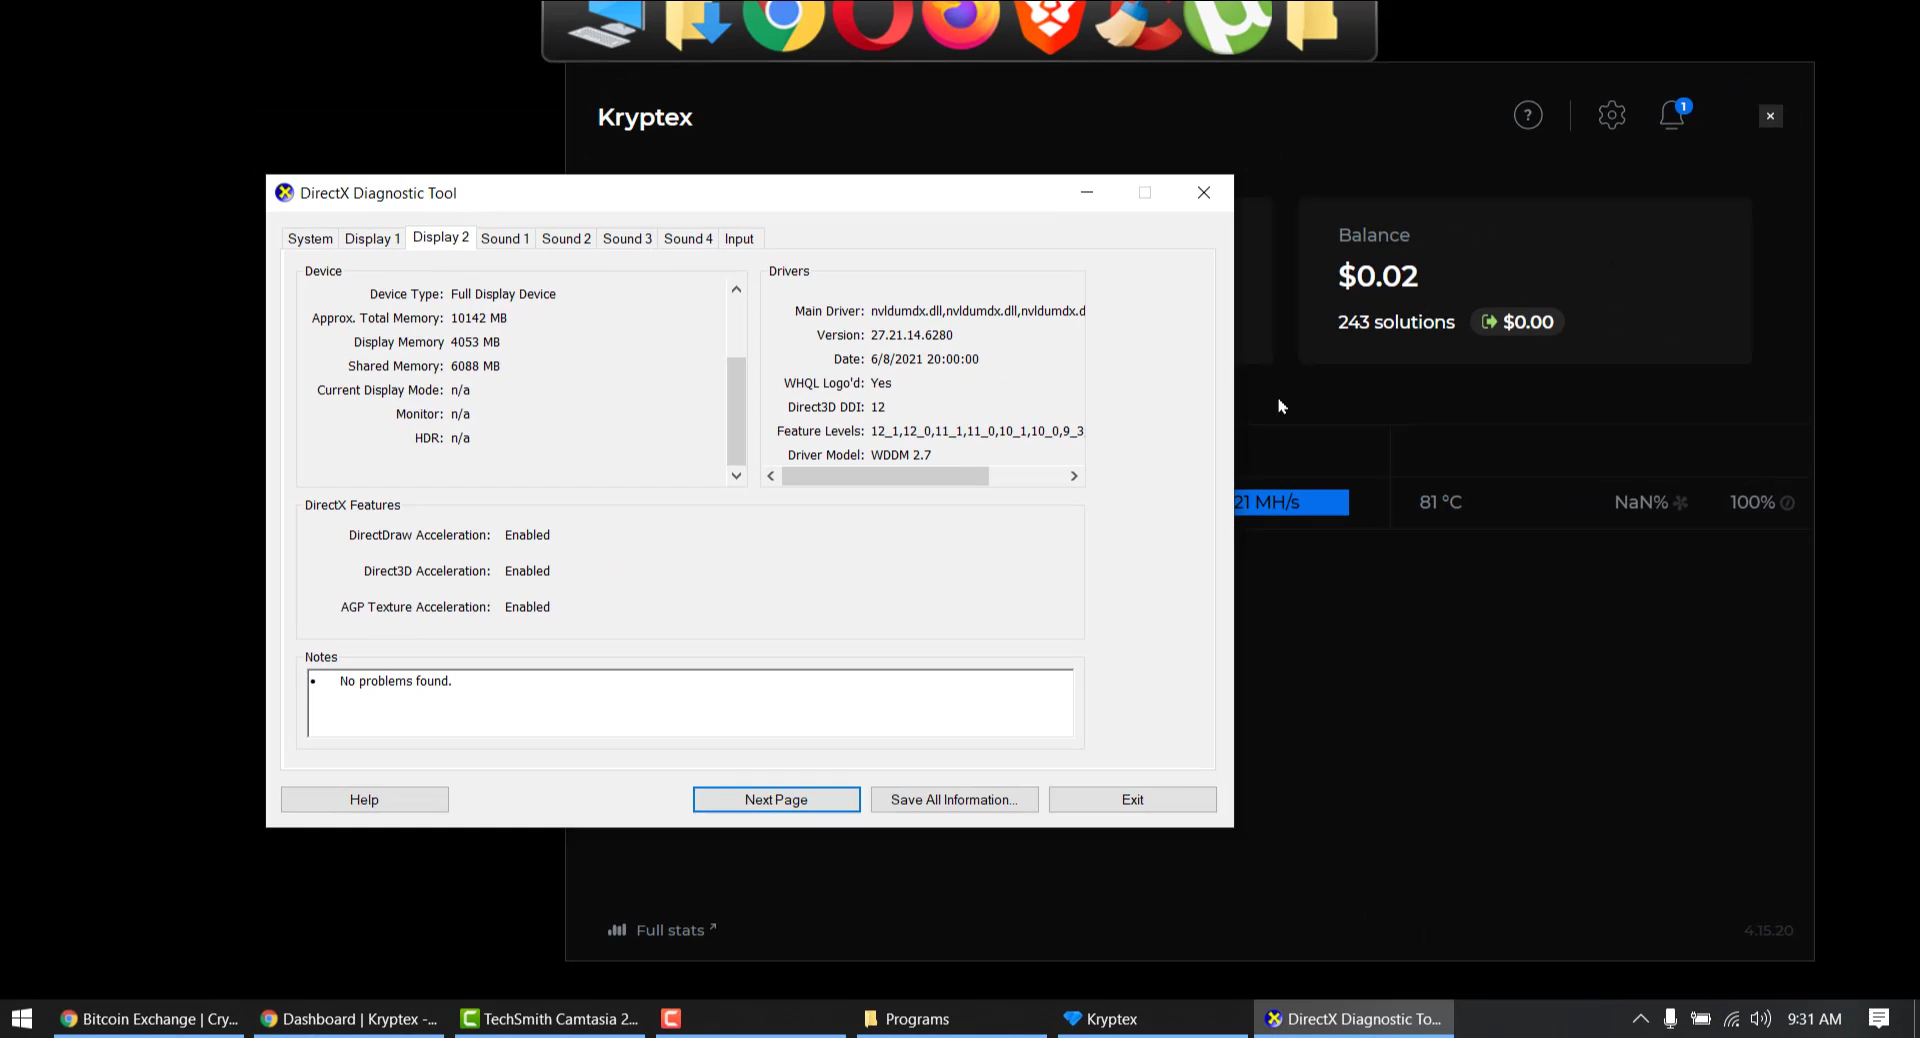 Kryptex
?
1
DirectX Diagnostic Tool
System
Display 1
Display 2
Sound 1
Sound 2
Sound 3
Sound 4
Input
Device
Device Type: Full Display Device
Approx. Total Memory: 10142 MB
Display Memory 4053 MB
Shared Memory: 6088 MB
Current Display Mode: n/a
Monitor: n/a
HDR: n/a
Drivers
Main Driver: nvldumdx.dll,nvldumdx.dll,nvldumdx.d
Version: 27.21.14.6280
Date: 6/8/2021 20:00:00
WHQL Logo'd: Yes
Direct3D DDI: 12
Feature Levels: 12_1,12_0,11_1,11_0,10_1,10_0,9_3
Driver Model: WDDM 2.7
DirectX Features
DirectDraw Acceleration: Enabled
Direct3D Acceleration: Enabled
AGP Texture Acceleration: Enabled
Notes
• No problems found.
Help
Next Page
Save All Information...
Exit
Balance
$0.02
243 solutions $0.00
21 MH/s
81 °C
NaN%
100%
Full stats
4.15.20
Bitcoin Exchange | Cry...
Dashboard | Kryptex -...
TechSmith Camtasia 2...
Programs
Kryptex
DirectX Diagnostic To...
9:31 AM